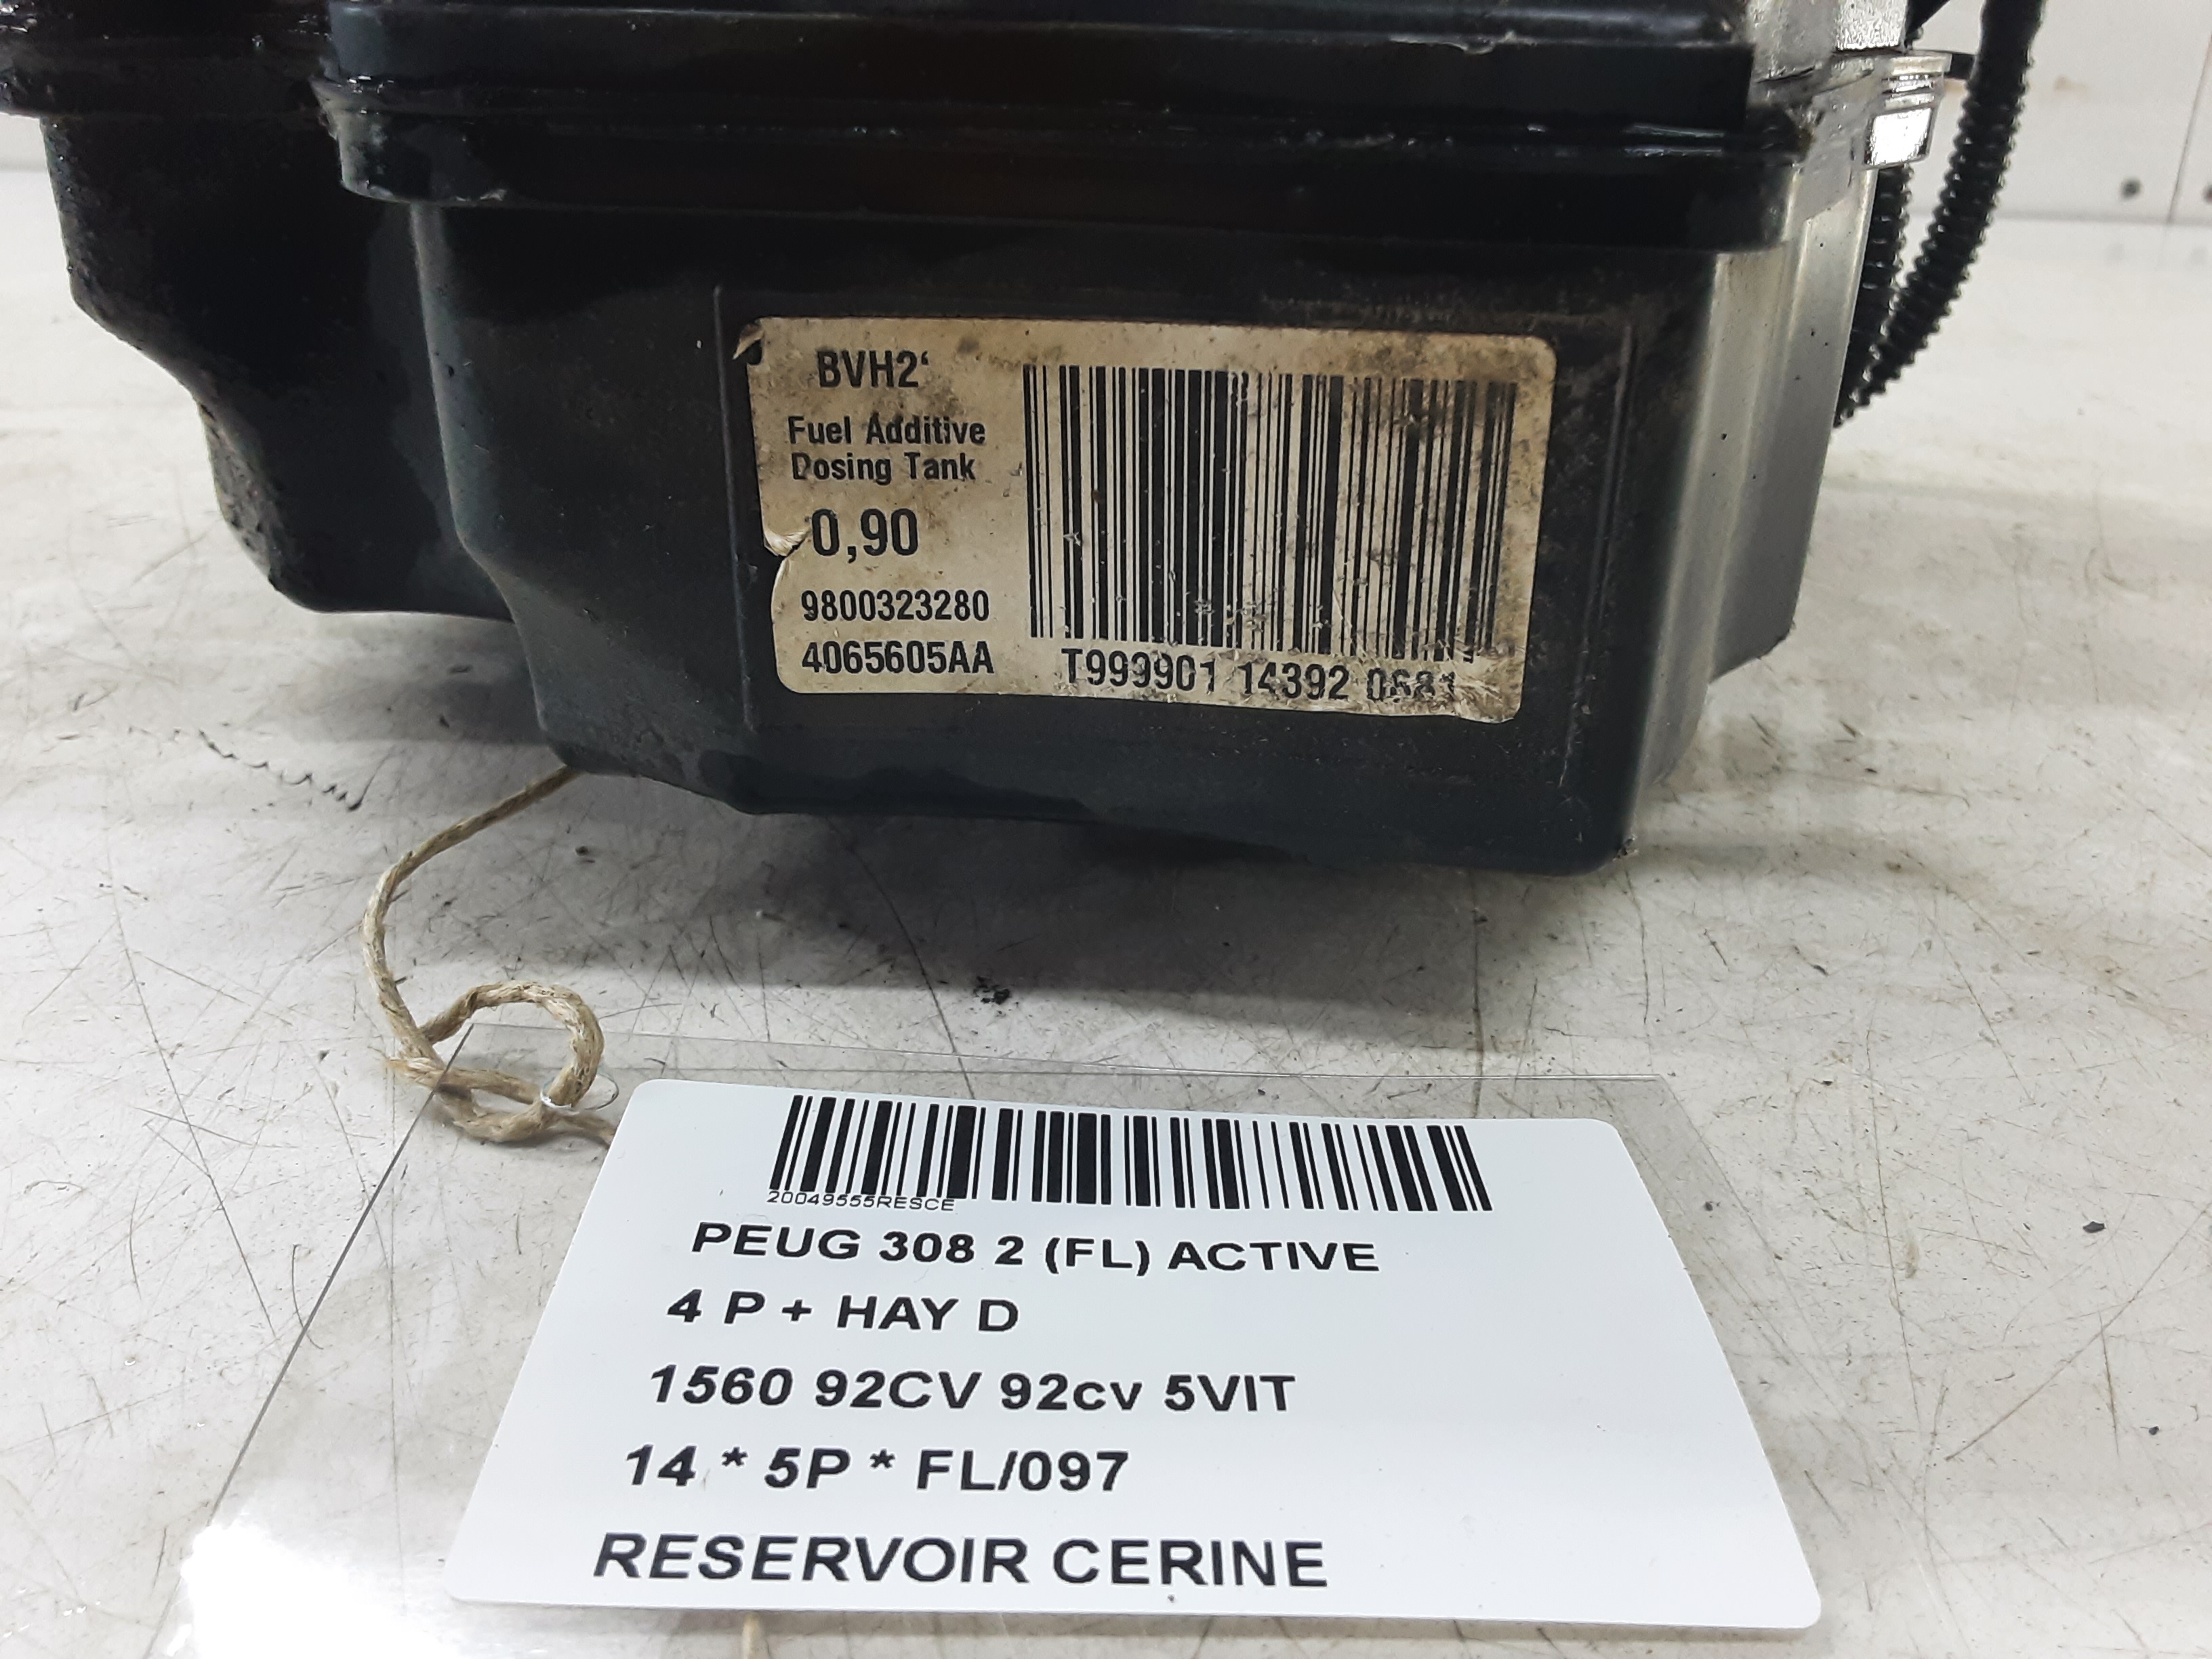 BVH2‘
Fuel Additive
Dosing Tank
0,90
9800323280
4065605AA
T999901 14392
20049555RESCE
PEUG 308 2 (FL) ACTIVE
4 P + HAY D
1560 92CV 92cv 5VIT
14 * 5P * FL/097
RESERVOIR CERINE